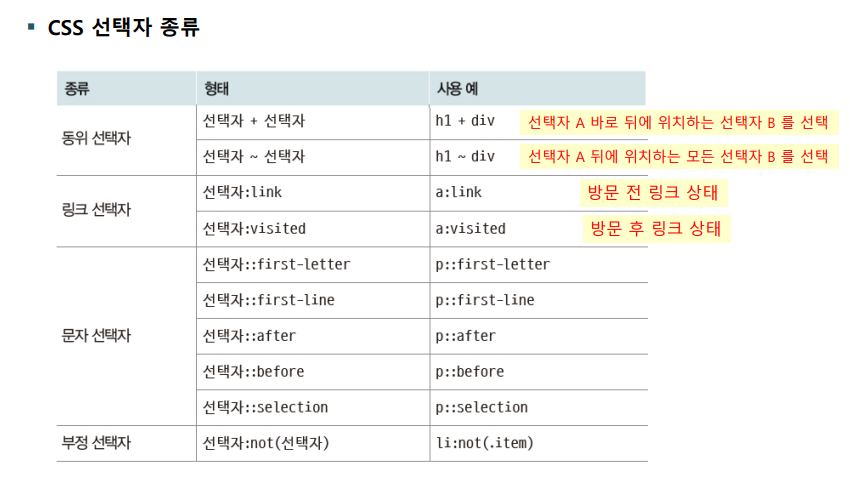 CSS 선택자 종류
종류 형태 사용 예
동위 선택자
선택자 + 선택자 h1 + div 선택자 A 바로 뒤에 위치하는 선택자 B 를 선택
선택자 ~ 선택자 h1 ~ div 선택자 A 뒤에 위치하는 모든 선택자 B 를 선택
링크 선택자
선택자:link a:link 방문 전 링크 상태
선택자:visited a:visited 방문 후 링크 상태
문자 선택자
선택자::first-letter p::first-letter
선택자::first-line p::first-line
선택자::after p::after
선택자::before p::before
선택자::selection p::selection
부정 선택자 선택자:not(선택자) li:not(.item)